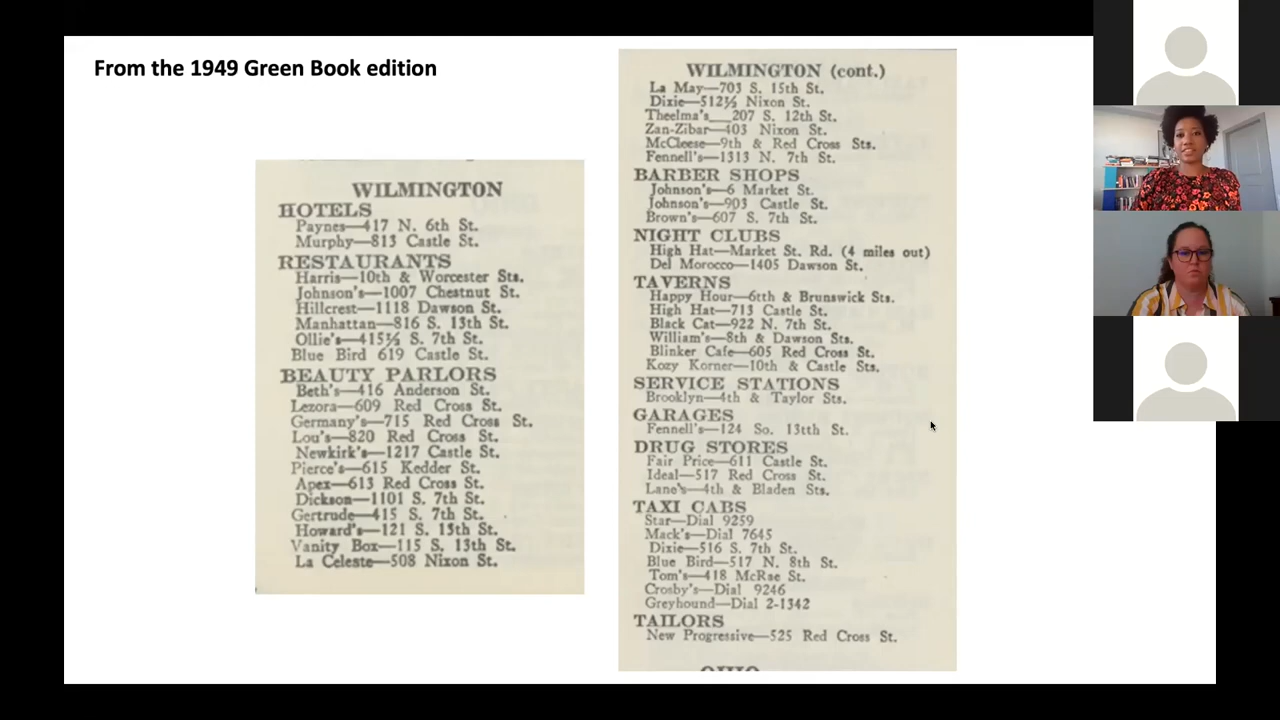 From the 1949 Green Book edition
WILMINGTON
HOTELS
Paynes—417 N. 6th St.
Murphy—813 Castle St.
RESTAURANTS
Harris—10th & Worcester Sts.
Johnson's—1007 Chestnut St.
Hillcrest—1118 Dawson St.
Manhattan—816 S. 13th St.
Ollie's—415½ S. 7th St.
Blue Bird 619 Castle St.
BEAUTY PARLORS
Beth's—416 Anderson St.
Lezora—609 Red Cross St.
Germany's—715 Red Cross St.
Lou's—820 Red Cross St.
Newkirk's—1217 Castle St.
Pierce's—615 Kedder St.
Apex—613 Red Cross St.
Dickson—1101 S. 7th St.
Gertrude—415 S. 7th St.
Howard's—121 S. 13th St.
Vanity Box—115 S. 13th St.
La Celeste—508 Nixon St.
WILMINGTON (cont.)
La May—703 S. 15th St.
Dixie—512½ Nixon St.
Theelma's__207 S. 12th St.
Zan-Zibar—403 Nixon St.
McCleese—9th & Red Cross Sts.
Fennell's—1313 N. 7th St.
BARBER SHOPS
Johnson's—6 Market St.
Johnson's—903 Castle St.
Brown's—607 S. 7th St.
NIGHT CLUBS
High Hat—Market St. Rd. (4 miles out)
Del Morocco—1405 Dawson St.
TAVERNS
Happy Hour—6tth & Brunswick Sts.
High Hat—713 Castle St.
Black Cat—922 N. 7th St.
William's—8th & Dawson Sts.
Blinker Cafe—605 Red Cross St.
Kozy Korner—10th & Castle Sts.
SERVICE STATIONS
Brooklyn—4th & Taylor Sts.
GARAGES
Fennell's—124 So. 13tth St.
DRUG STORES
Fair Price—611 Castle St.
Ideal—517 Red Cross St.
Lane's—4th & Bladen Sts.
TAXI CABS
Star—Dial 9259
Mack's—Dial 7645
Dixie—516 S. 7th St.
Blue Bird—517 N. 8th St.
Tom's—418 McRae St.
Crosby's—Dial 9246
Greyhound—Dial 2-1342
TAILORS
New Progressive—525 Red Cross St.
OHIO